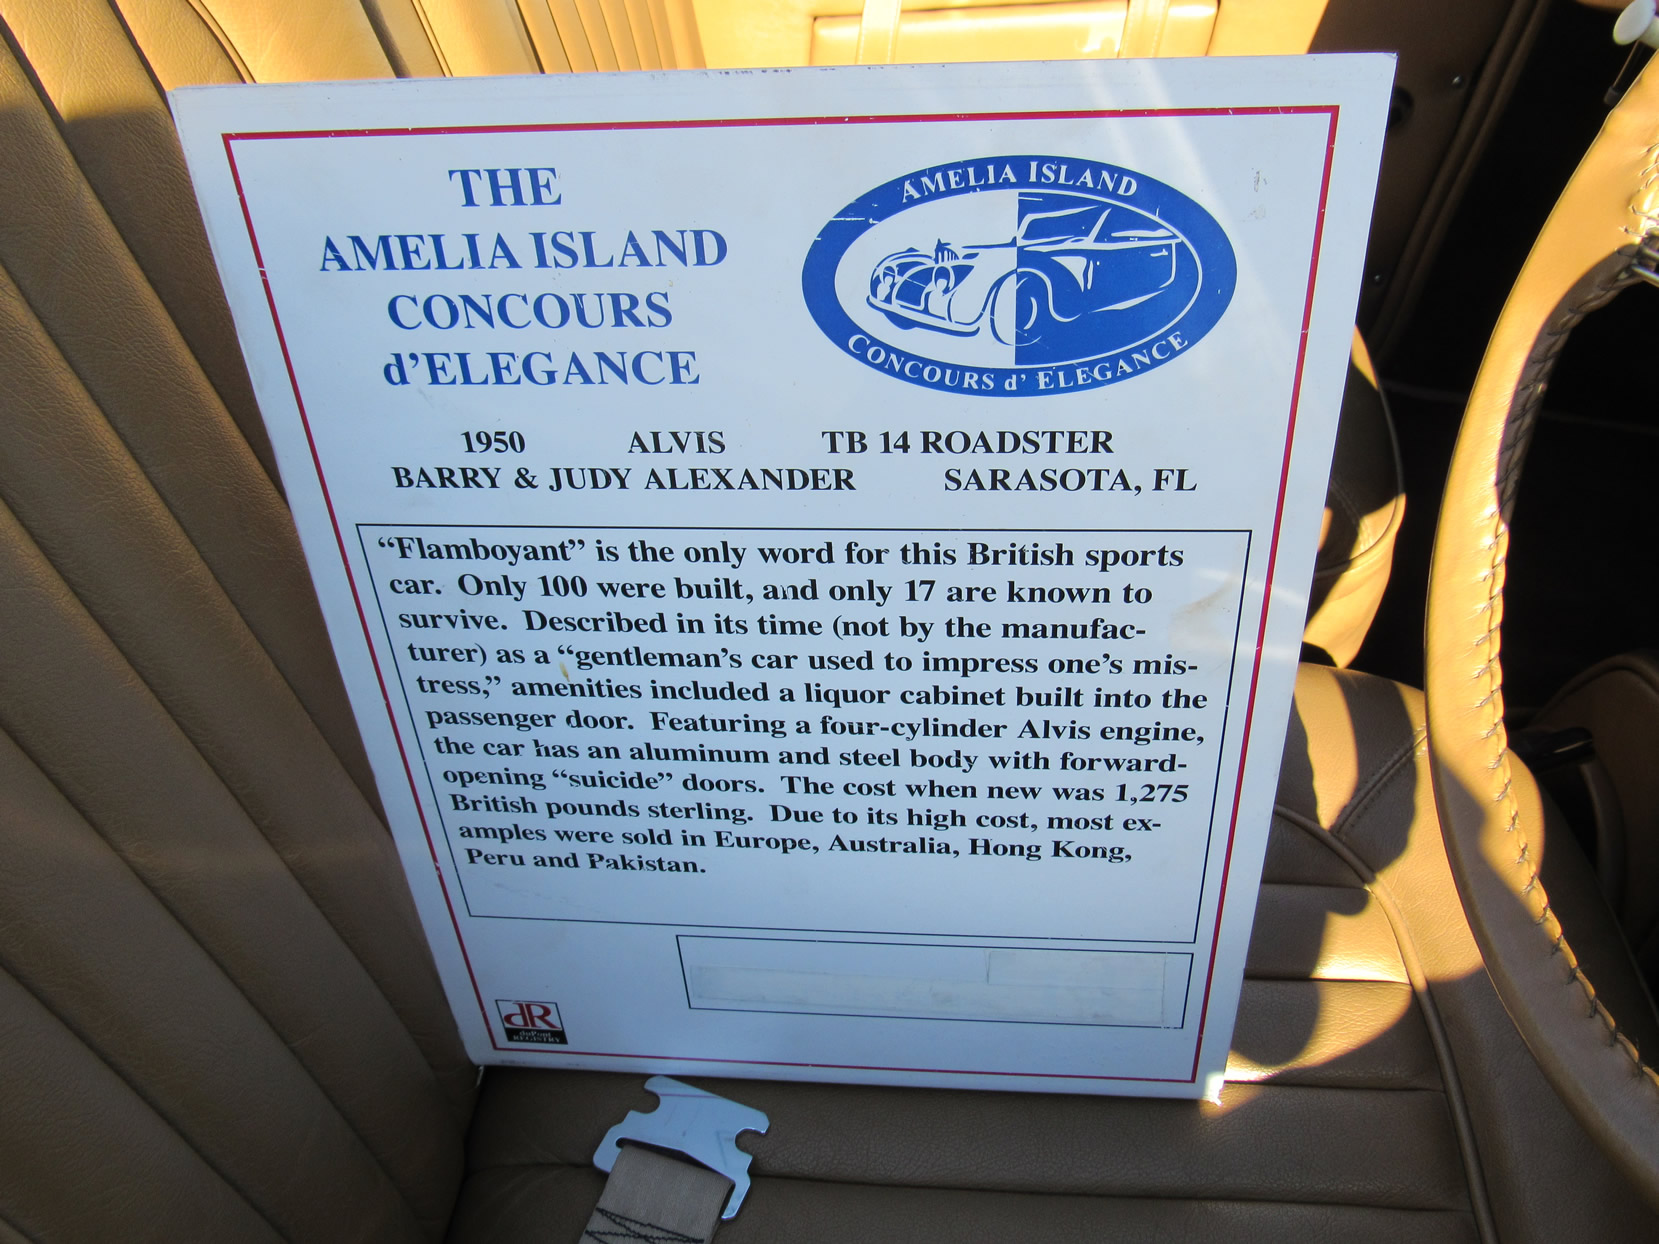 THE
AMELIA ISLAND
CONCOURS
d’ELEGANCE
AMELIA ISLAND
CONCOURS d’ ELEGANCE
1950 ALVIS TB 14 ROADSTER
BARRY & JUDY ALEXANDER SARASOTA, FL
“Flamboyant” is the only word for this British sports
car. Only 100 were built, and only 17 are known to
survive. Described in its time (not by the manufac-
turer) as a “gentleman’s car used to impress one’s mis-
tress,” amenities included a liquor cabinet built into the
passenger door. Featuring a four-cylinder Alvis engine,
the car has an aluminum and steel body with forward-
opening “suicide” doors. The cost when new was 1,275
British pounds sterling. Due to its high cost, most ex-
amples were sold in Europe, Australia, Hong Kong,
Peru and Pakistan.
dR
duPont
REGISTRY